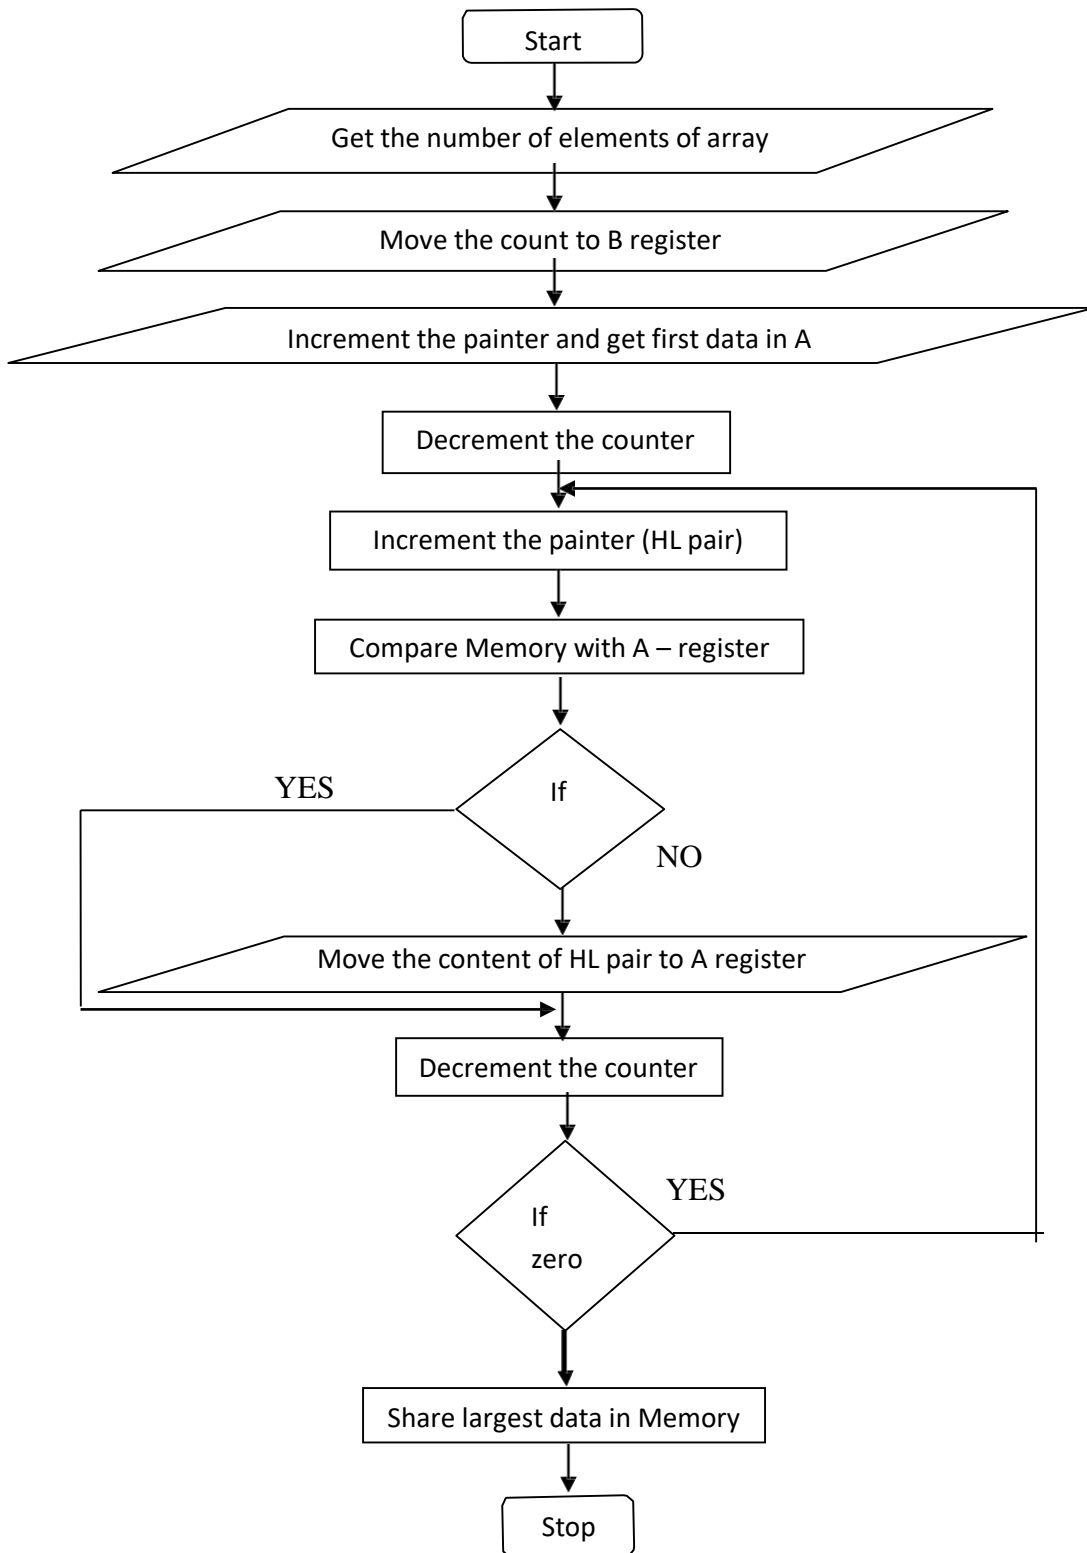 Start
Get the number of elements of array
Move the count to B register
Increment the painter and get first data in A
Decrement the counter
Increment the painter (HL pair)
Compare Memory with A – register
YES
If
NO
Move the content of HL pair to A register
Decrement the counter
YES
If
zero
Share largest data in Memory
Stop